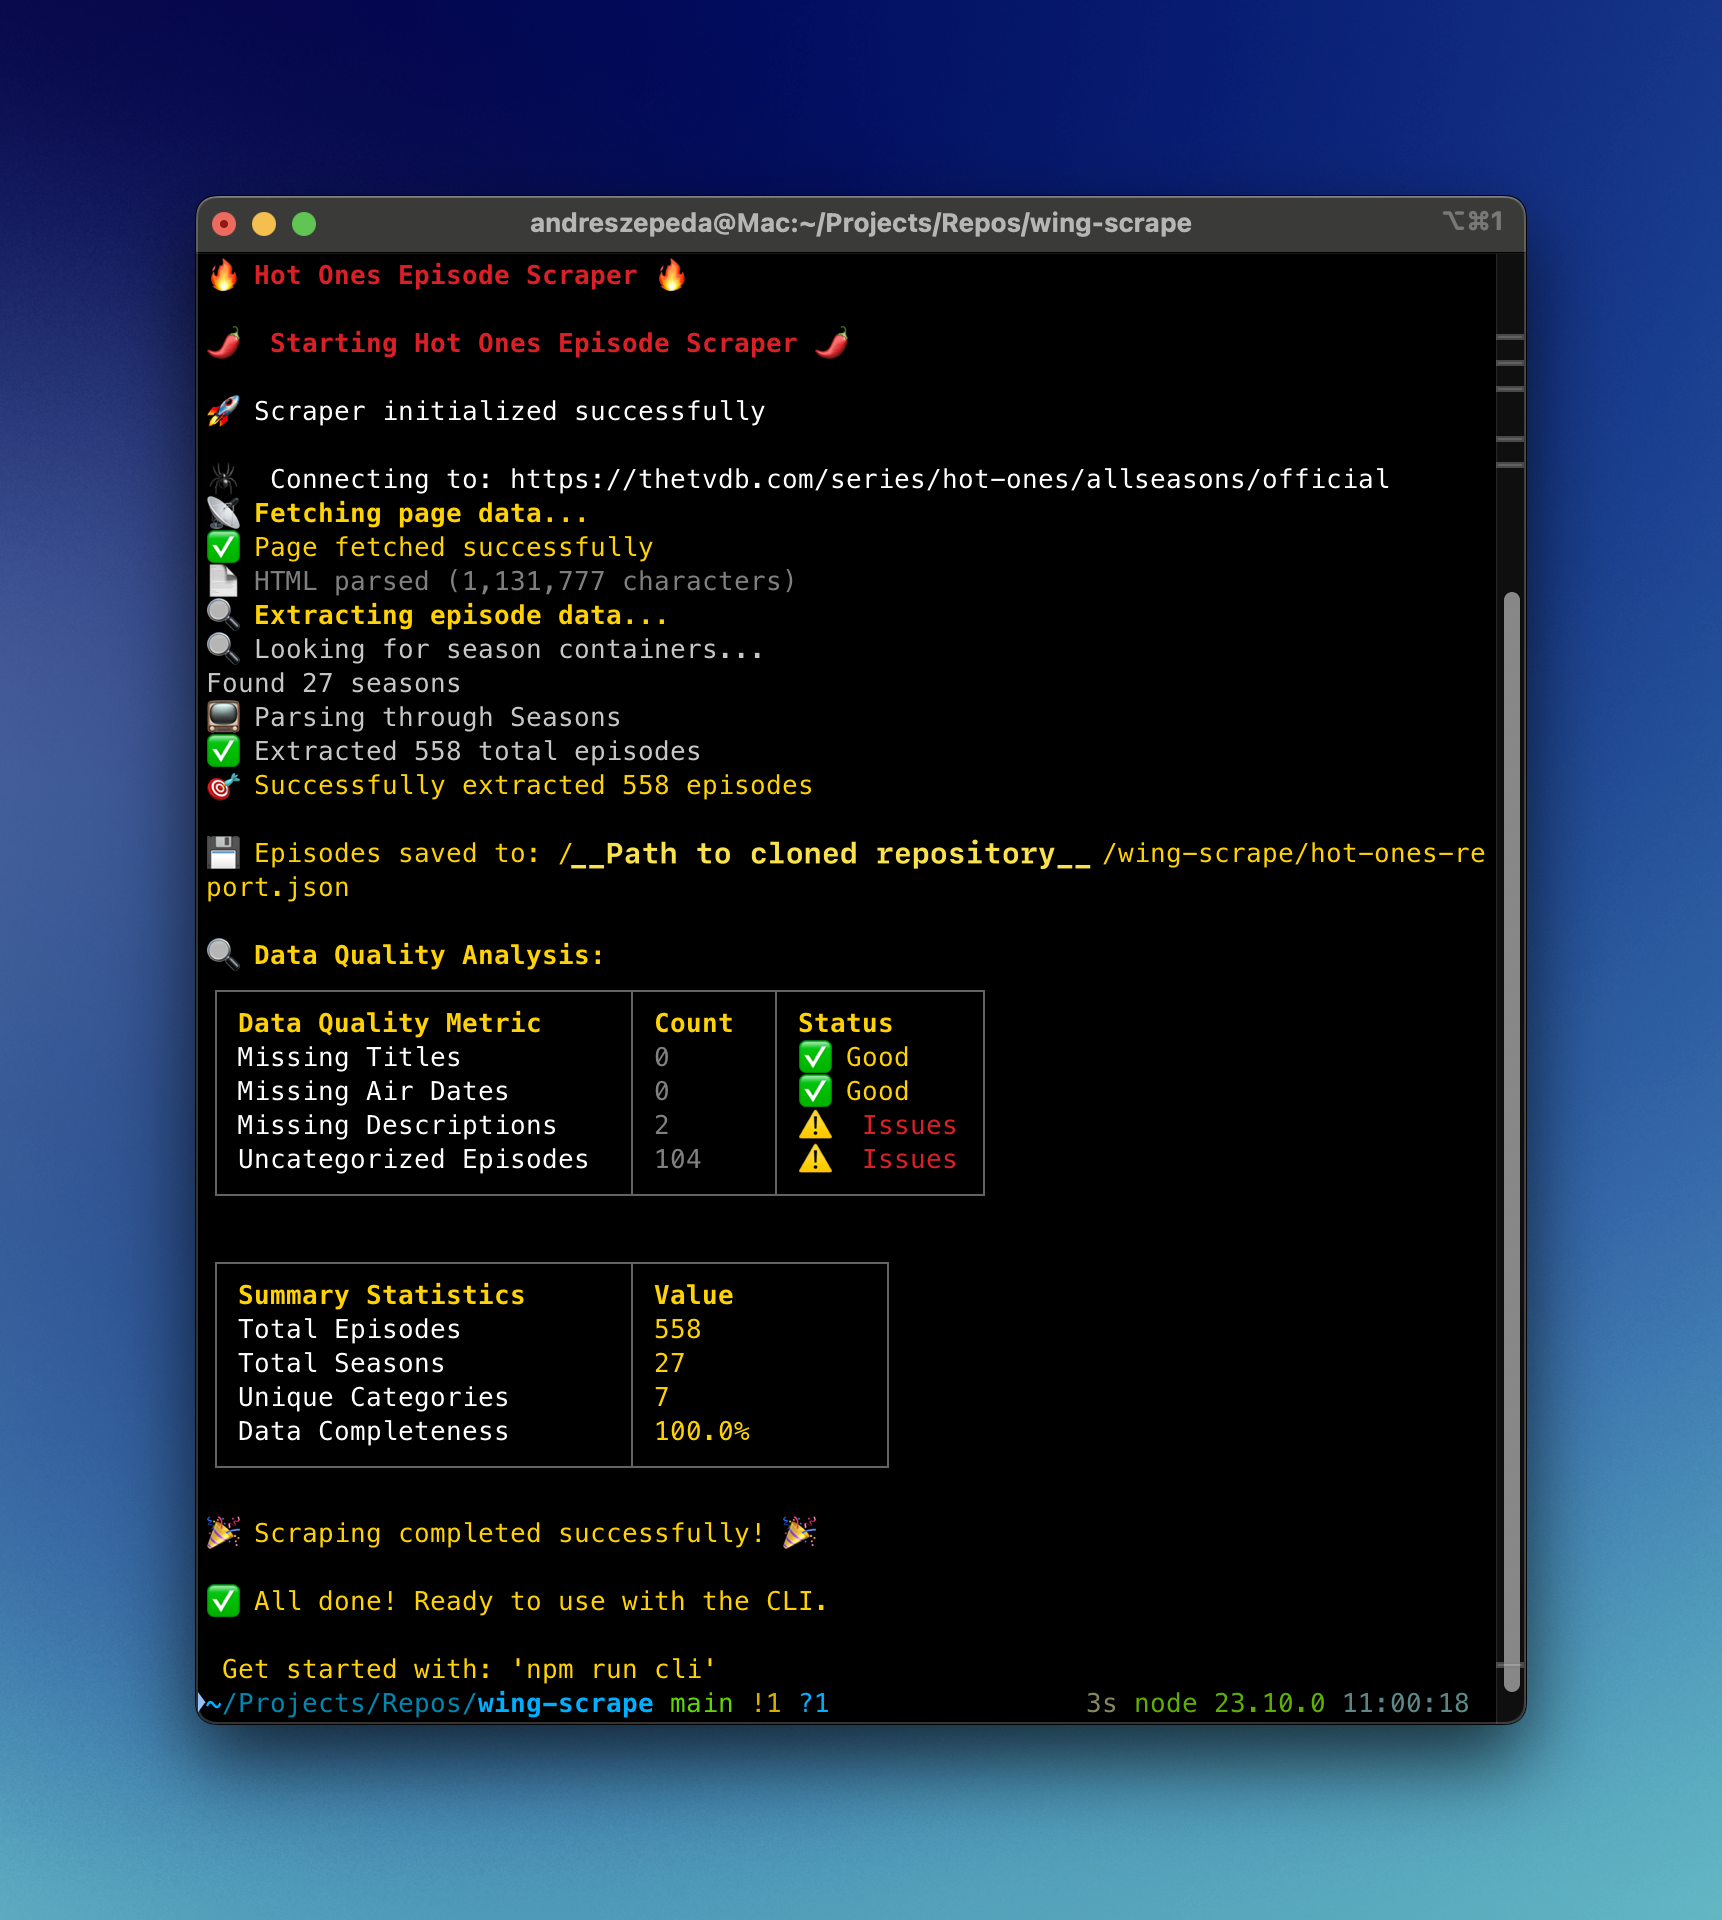 andreszepeda@Mac:~/Projects/Repos/wing-scrape ⌥⌘1
🔥 Hot Ones Episode Scraper 🔥
🌶️ Starting Hot Ones Episode Scraper 🌶️
🚀 Scraper initialized successfully
🕷️ Connecting to: https://thetvdb.com/series/hot-ones/allseasons/official
📡 Fetching page data...
✅ Page fetched successfully
📄 HTML parsed (1,131,777 characters)
🔍 Extracting episode data...
🔍 Looking for season containers...
Found 27 seasons
📺 Parsing through Seasons
✅ Extracted 558 total episodes
🎯 Successfully extracted 558 episodes
💾 Episodes saved to: /__Path to cloned repository__ /wing-scrape/hot-ones-re
port.json
🔍 Data Quality Analysis:
Data Quality Metric Count Status
Missing Titles 0 ✅ Good
Missing Air Dates 0 ✅ Good
Missing Descriptions 2 ⚠️ Issues
Uncategorized Episodes 104 ⚠️ Issues
Summary Statistics Value
Total Episodes 558
Total Seasons 27
Unique Categories 7
Data Completeness 100.0%
🎉 Scraping completed successfully! 🎉
✅ All done! Ready to use with the CLI.
Get started with: 'npm run cli'
~/Projects/Repos/wing-scrape main !1 ?1 3s node 23.10.0 11:00:18